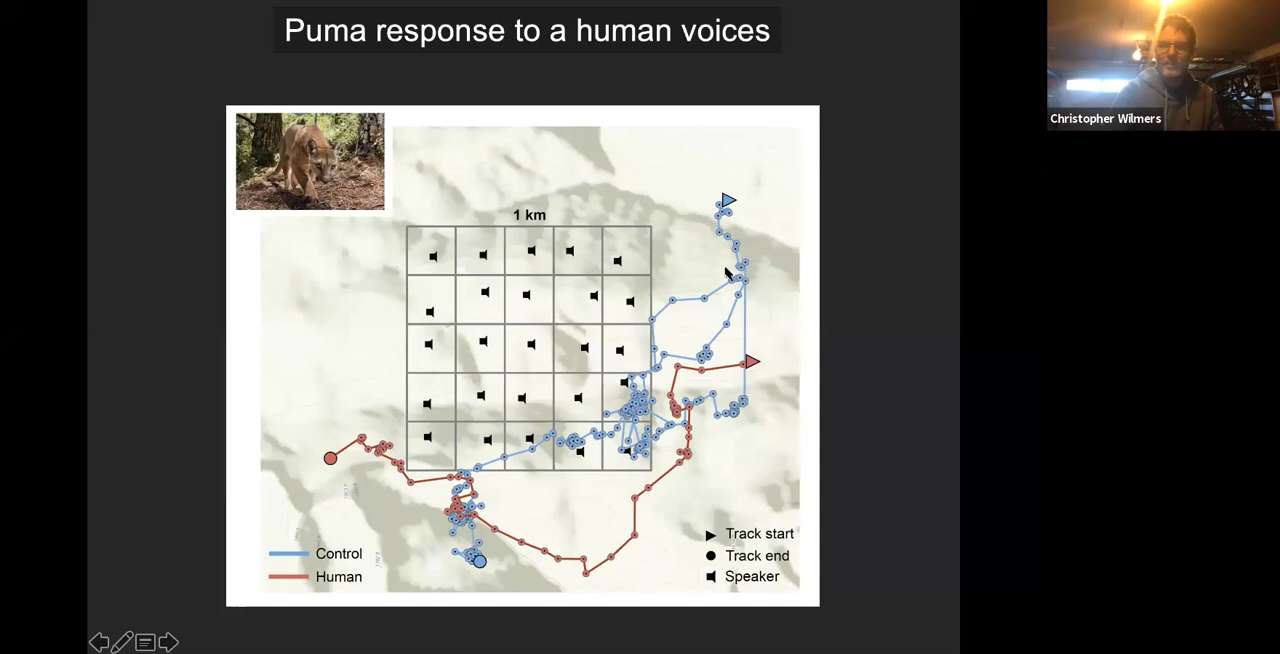 Puma response to a human voices
Christopher Wilmers
1 km
Track start
Control
Track end
Human
Speaker